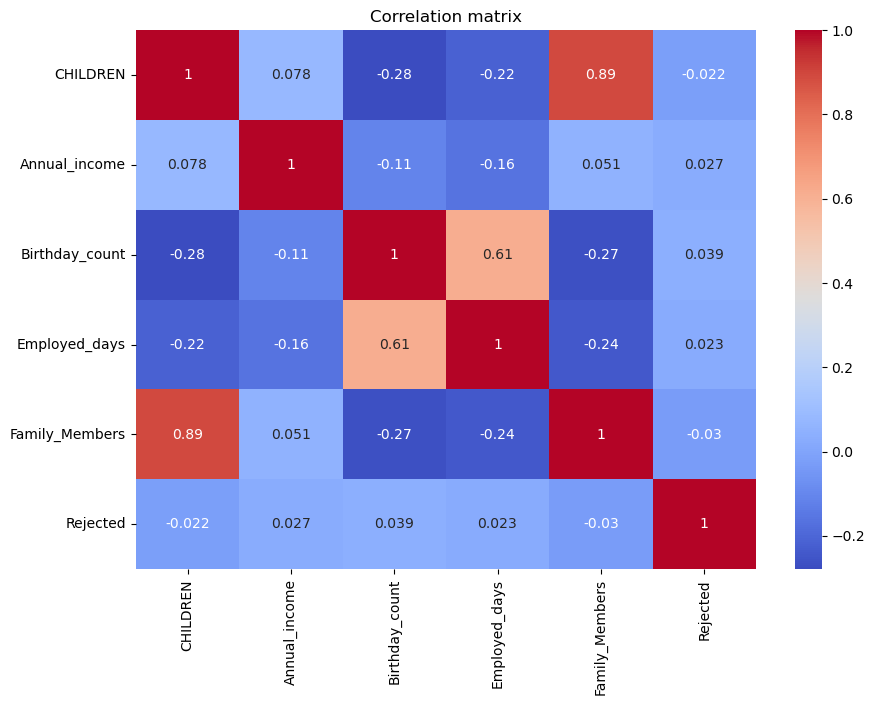 Correlation matrix
CHILDREN 1 0.078 -0.28 -0.22 0.89 -0.022
Annual_income 0.078 1 -0.11 -0.16 0.051 0.027
Birthday_count -0.28 -0.11 1 0.61 -0.27 0.039
Employed_days -0.22 -0.16 0.61 1 -0.24 0.023
Family_Members 0.89 0.051 -0.27 -0.24 1 -0.03
Rejected -0.022 0.027 0.039 0.023 -0.03 1
CHILDREN
Annual_income
Birthday_count
Employed_days
Family_Members
Rejected
1.0
0.8
0.6
0.4
0.2
0.0
−0.2